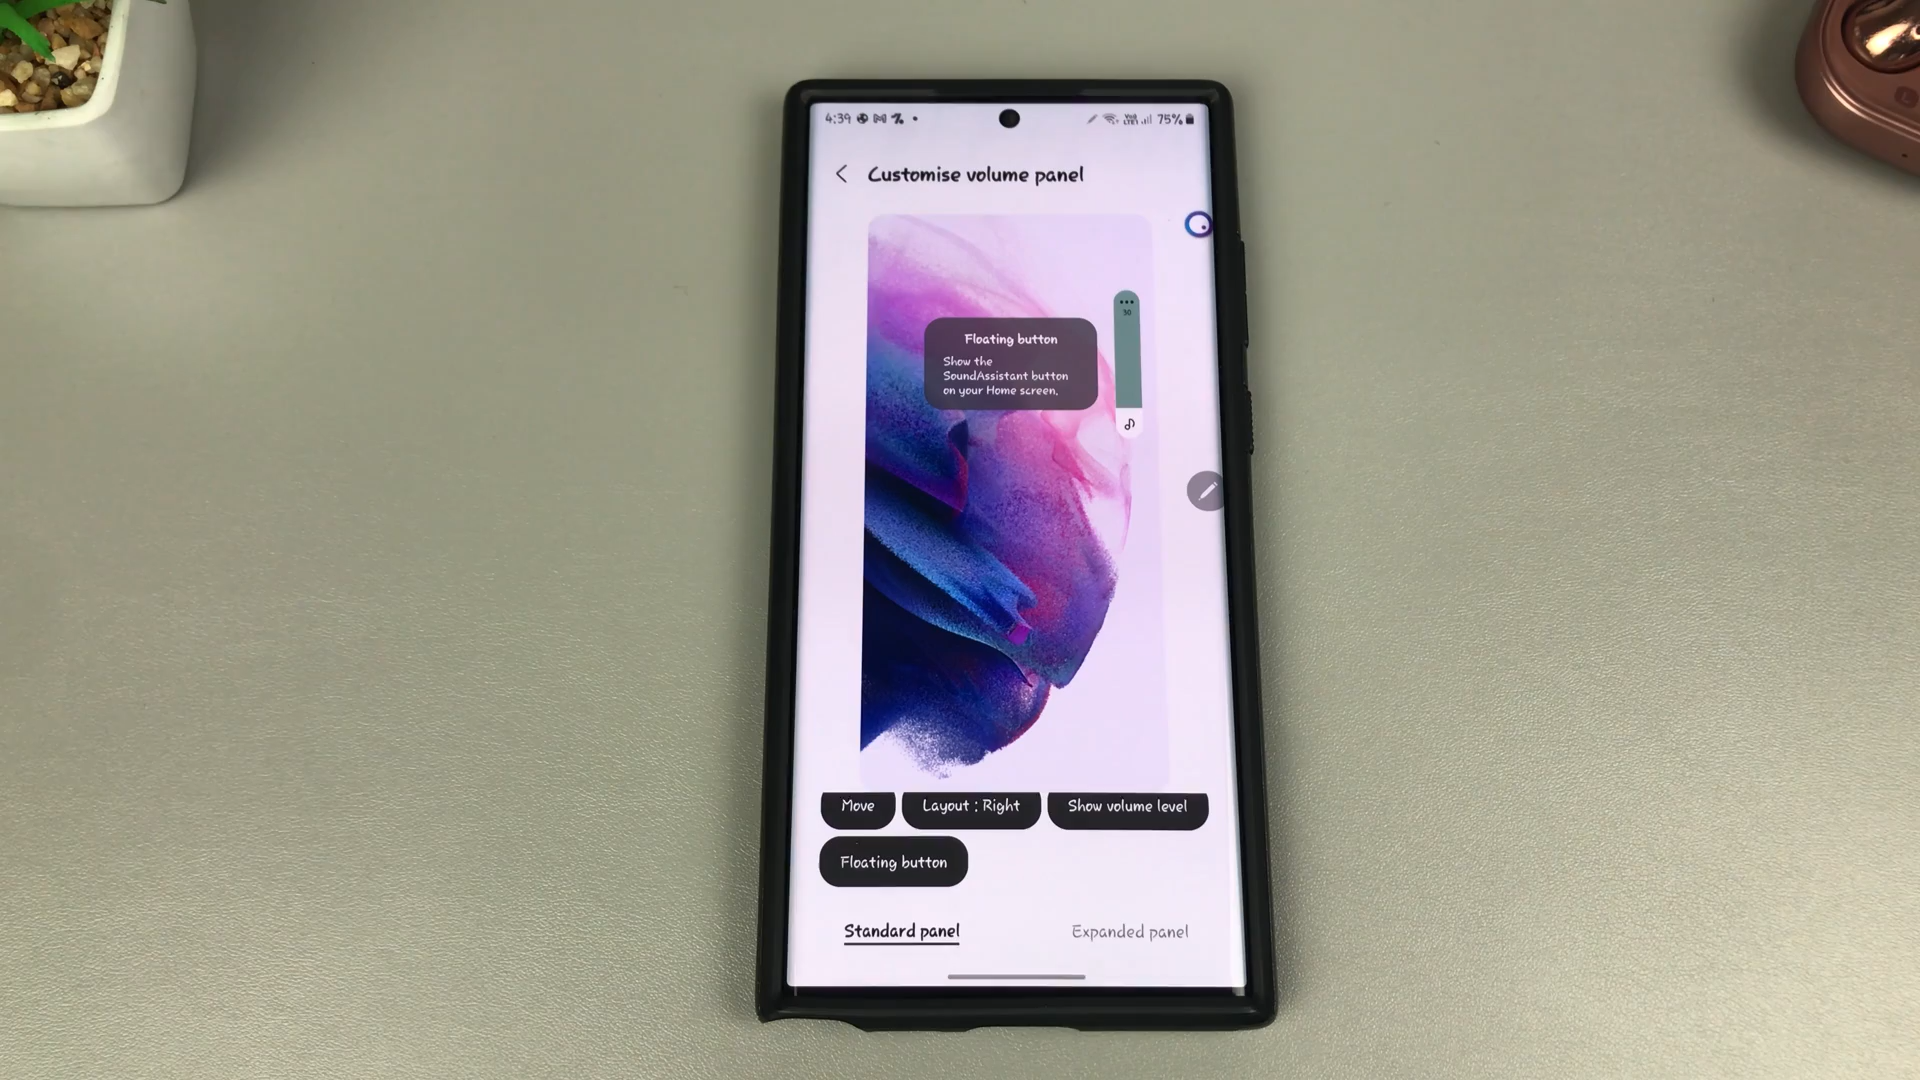 4:39
75%
Customise volume panel
30
Floating button
Show the
SoundAssistant button
on your Home screen.
Move
Layout : Right
Show volume level
Floating button
Standard panel
Expanded panel